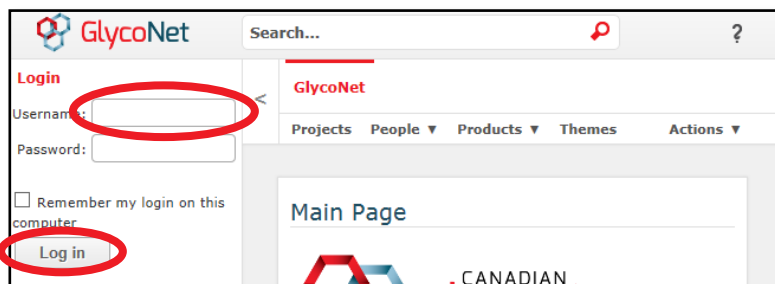 GlycoNet Search... ?
Login
< GlycoNet
Username:
Projects People ▼ Products ▼ Themes Actions ▼
Password:
Remember my login on this
computer
Main Page
Log in
CANADIAN